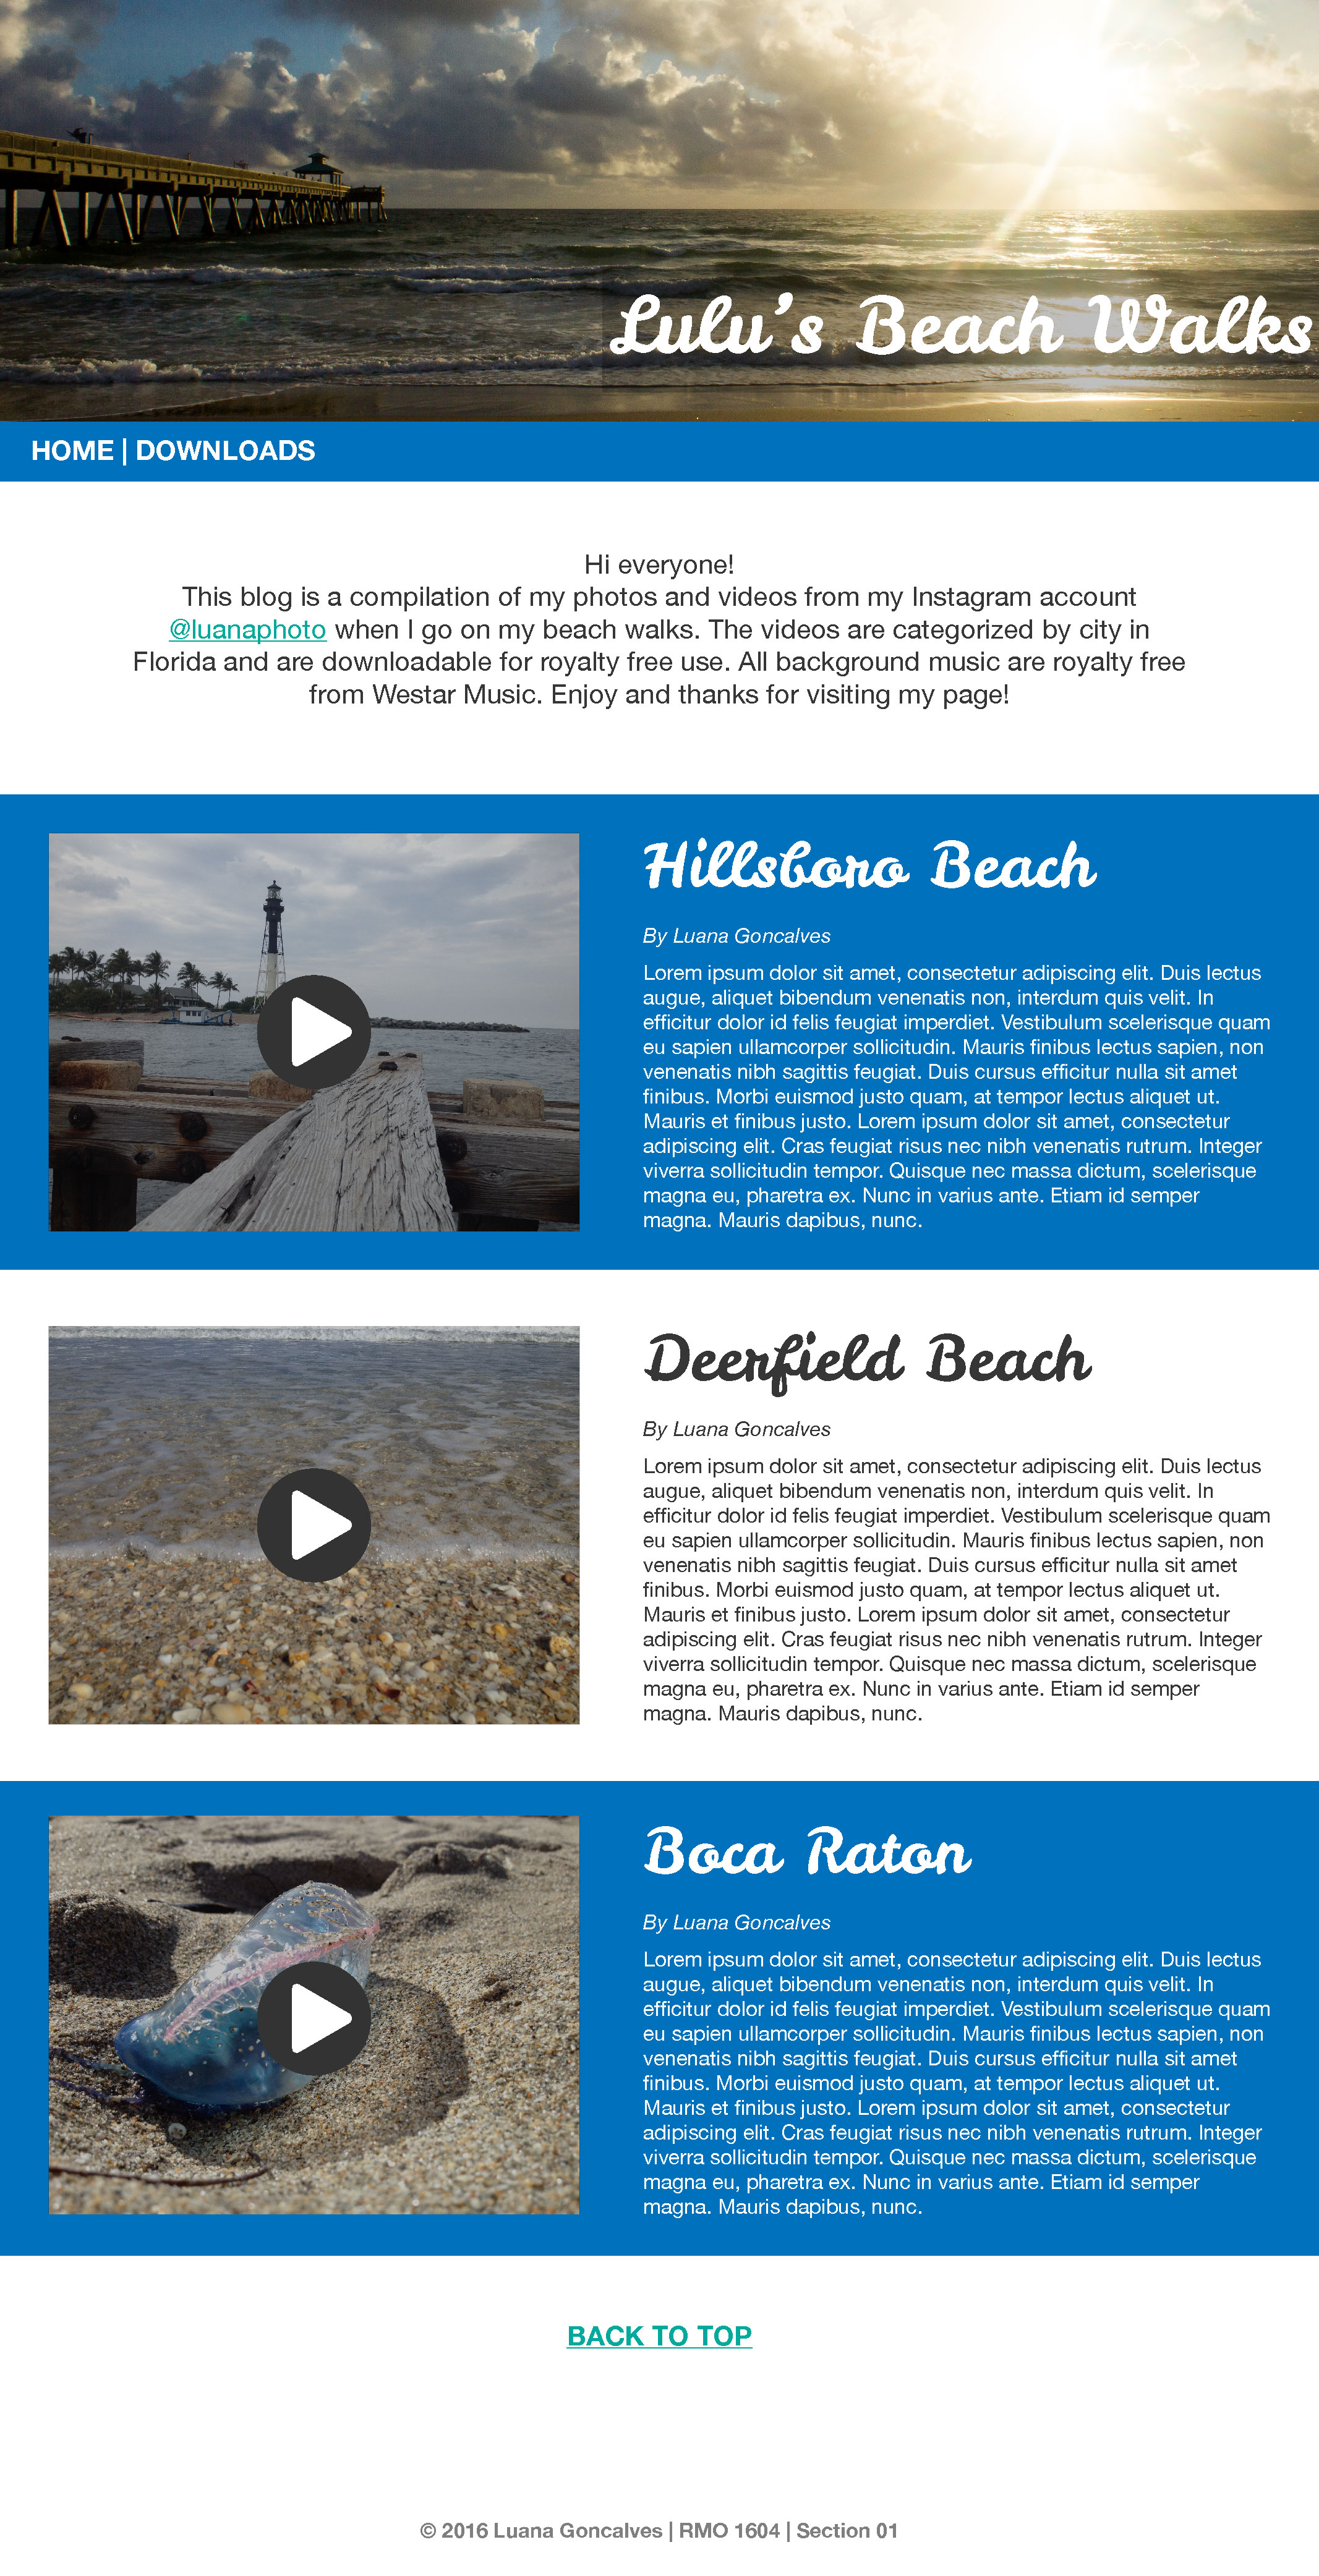 Lulu's Beach Walks
HOME | DOWNLOADS
Hi everyone!
This blog is a compilation of my photos and videos from my Instagram account
@luanaphoto when I go on my beach walks. The videos are categorized by city in
Florida and are downloadable for royalty free use. All background music are royalty free
from Westar Music. Enjoy and thanks for visiting my page!
Hillsboro Beach
By Luana Goncalves
Lorem ipsum dolor sit amet, consectetur adipiscing elit. Duis lectus
augue, aliquet bibendum venenatis non, interdum quis velit. In
efficitur dolor id felis feugiat imperdiet. Vestibulum scelerisque quam
eu sapien ullamcorper sollicitudin. Mauris finibus lectus sapien, non
venenatis nibh sagittis feugiat. Duis cursus efficitur nulla sit amet
finibus. Morbi euismod justo quam, at tempor lectus aliquet ut.
Mauris et finibus justo. Lorem ipsum dolor sit amet, consectetur
adipiscing elit. Cras feugiat risus nec nibh venenatis rutrum. Integer
viverra sollicitudin tempor. Quisque nec massa dictum, scelerisque
magna eu, pharetra ex. Nunc in varius ante. Etiam id semper
magna. Mauris dapibus, nunc.
Deerfield Beach
By Luana Goncalves
Lorem ipsum dolor sit amet, consectetur adipiscing elit. Duis lectus
augue, aliquet bibendum venenatis non, interdum quis velit. In
efficitur dolor id felis feugiat imperdiet. Vestibulum scelerisque quam
eu sapien ullamcorper sollicitudin. Mauris finibus lectus sapien, non
venenatis nibh sagittis feugiat. Duis cursus efficitur nulla sit amet
finibus. Morbi euismod justo quam, at tempor lectus aliquet ut.
Mauris et finibus justo. Lorem ipsum dolor sit amet, consectetur
adipiscing elit. Cras feugiat risus nec nibh venenatis rutrum. Integer
viverra sollicitudin tempor. Quisque nec massa dictum, scelerisque
magna eu, pharetra ex. Nunc in varius ante. Etiam id semper
magna. Mauris dapibus, nunc.
Boca Raton
By Luana Goncalves
Lorem ipsum dolor sit amet, consectetur adipiscing elit. Duis lectus
augue, aliquet bibendum venenatis non, interdum quis velit. In
efficitur dolor id felis feugiat imperdiet. Vestibulum scelerisque quam
eu sapien ullamcorper sollicitudin. Mauris finibus lectus sapien, non
venenatis nibh sagittis feugiat. Duis cursus efficitur nulla sit amet
finibus. Morbi euismod justo quam, at tempor lectus aliquet ut.
Mauris et finibus justo. Lorem ipsum dolor sit amet, consectetur
adipiscing elit. Cras feugiat risus nec nibh venenatis rutrum. Integer
viverra sollicitudin tempor. Quisque nec massa dictum, scelerisque
magna eu, pharetra ex. Nunc in varius ante. Etiam id semper
magna. Mauris dapibus, nunc.
BACK TO TOP
© 2016 Luana Goncalves | RMO 1604 | Section 01